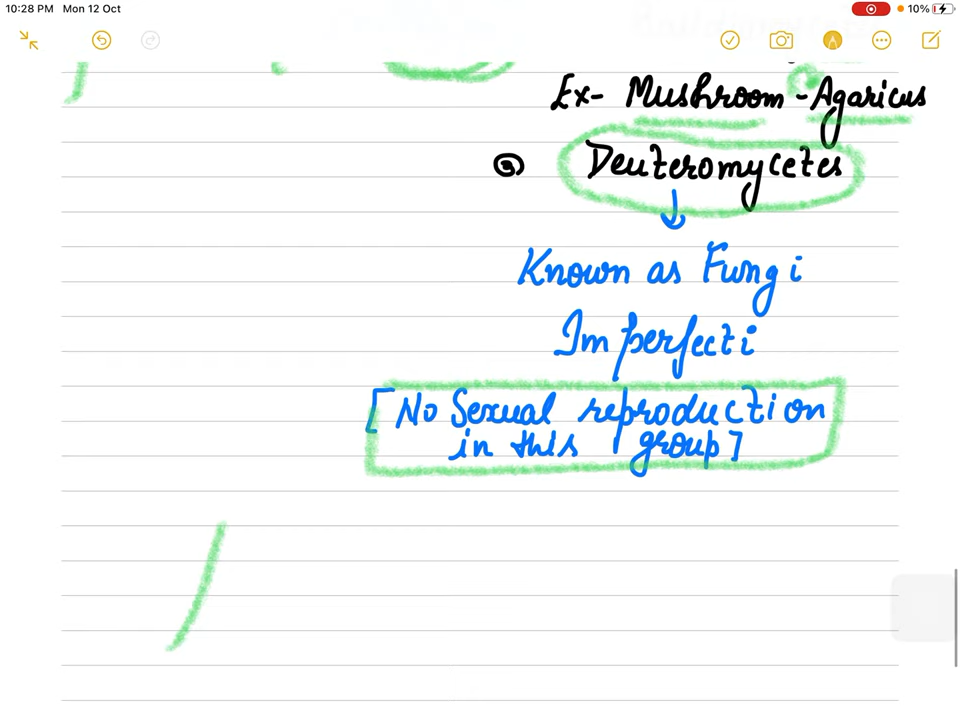 10:28 PM Mon 12 Oct
10%
Ex- Mushroom - Agaricus
③ Deuteromycetes
↓
Known as Fungi
Imperfecti
[No Sexual reproduction
in this group]